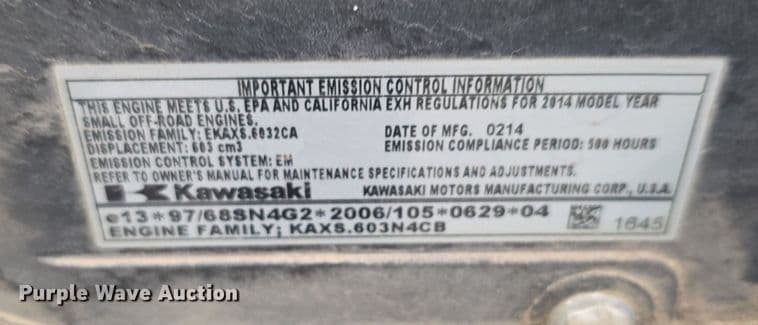 IMPORTANT EMISSION CONTROL INFORMATION
THIS ENGINE MEETS U.S. EPA AND CALIFORNIA EXH REGULATIONS FOR 2014 MODEL YEAR
SMALL OFF-ROAD ENGINES.
EMISSION FAMILY: EKAXS.6032CA DATE OF MFG. 0214
DISPLACEMENT: 603 cm3 EMISSION COMPLIANCE PERIOD: 500 HOURS
EMISSION CONTROL SYSTEM: EM
REFER TO OWNER'S MANUAL FOR MAINTENANCE SPECIFICATIONS AND ADJUSTMENTS.
Kawasaki KAWASAKI MOTORS MANUFACTURING CORP., U.S.A.
e13*97/68SN4G2*2006/105*0629*04 1645
ENGINE FAMILY; KAXS.603N4CB
Purple Wave Auction